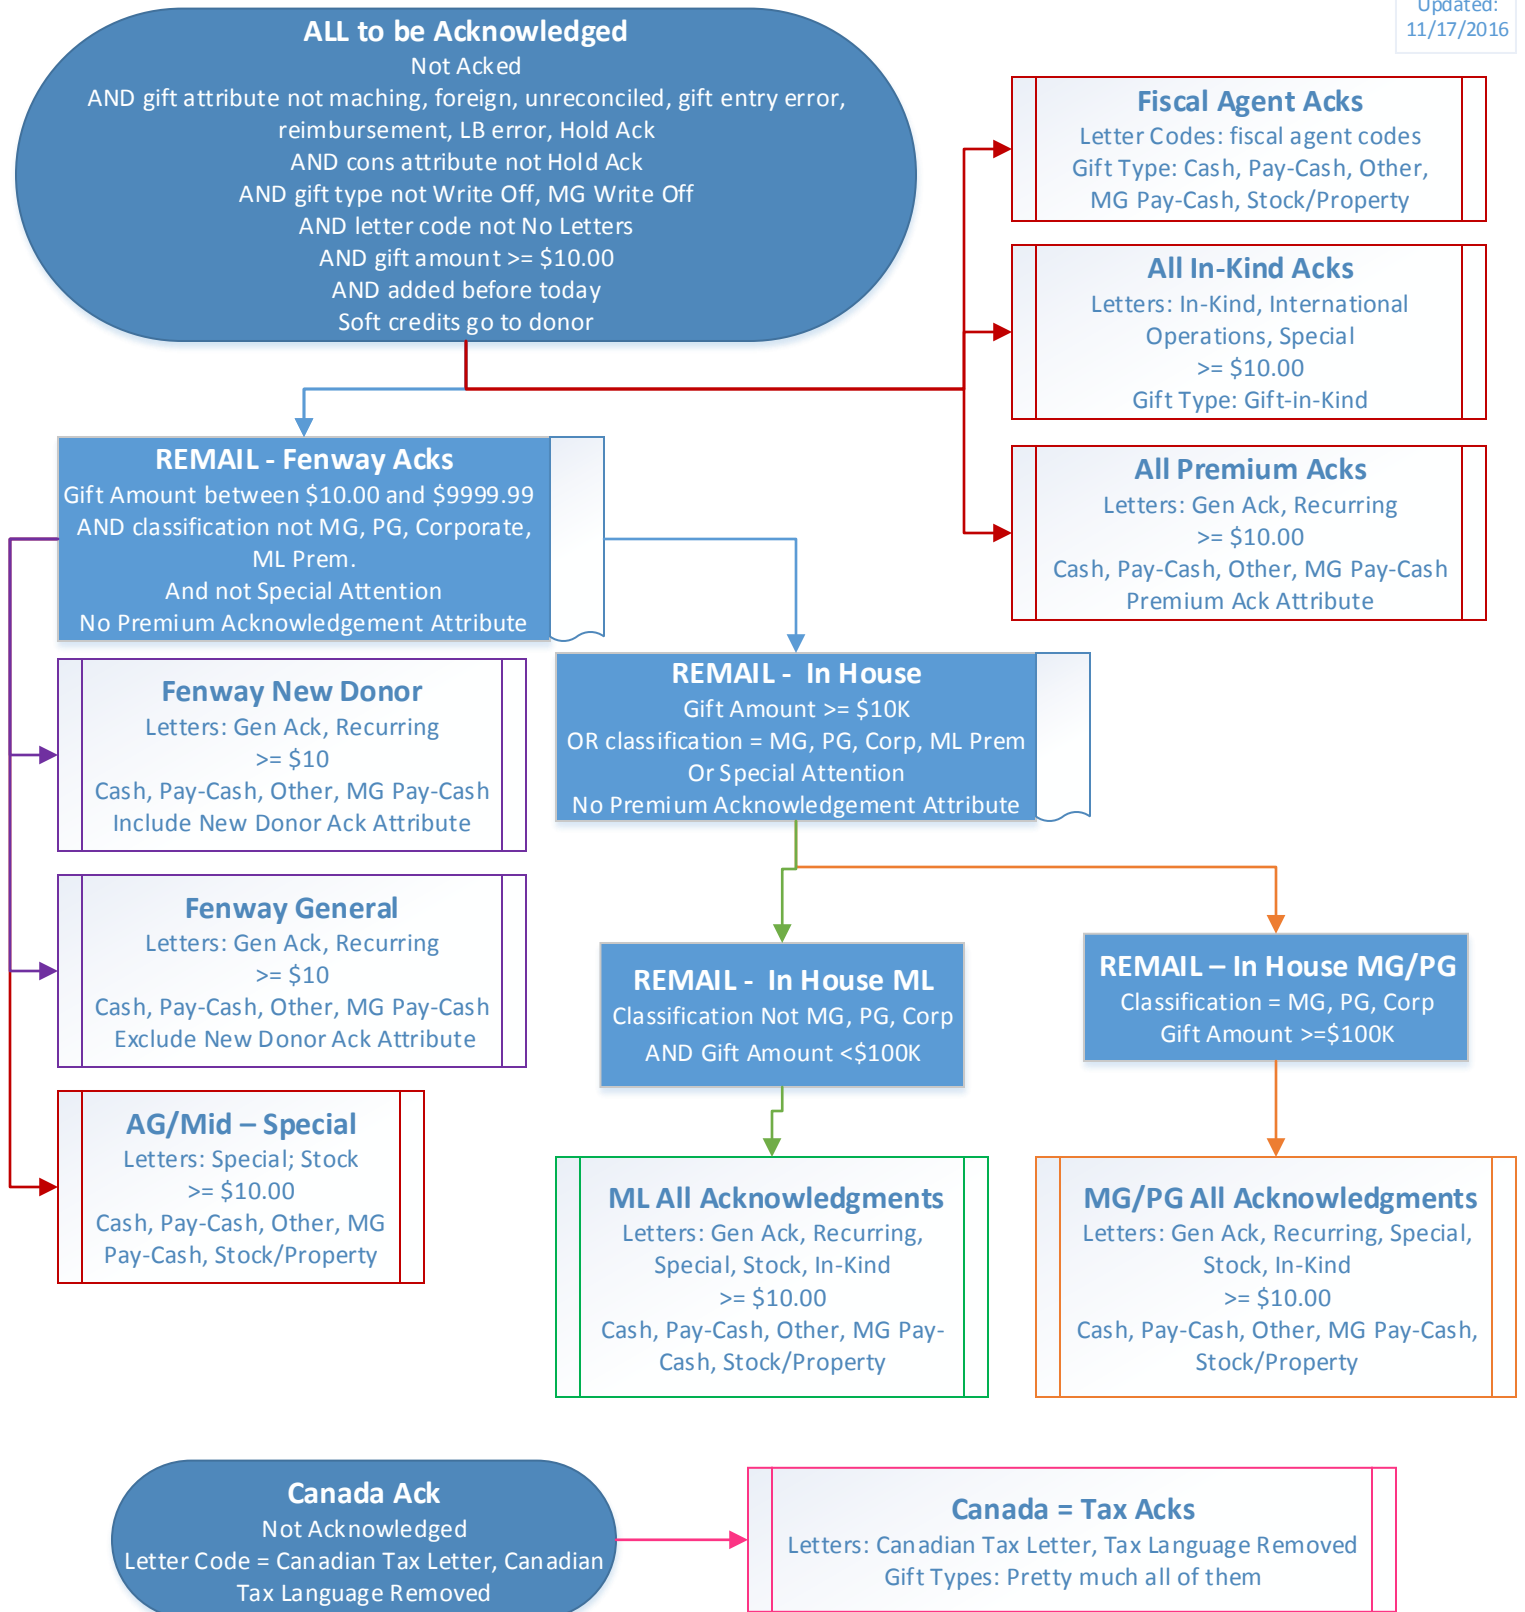 Updated:
11/17/2016
ALL to be Acknowledged
Not Acked
AND gift attribute not maching, foreign, unreconciled, gift entry error,
reimbursement, LB error, Hold Ack
AND cons attribute not Hold Ack
AND gift type not Write Off, MG Write Off
AND letter code not No Letters
AND gift amount >= $10.00
AND added before today
Soft credits go to donor
Fiscal Agent Acks
Letter Codes: fiscal agent codes
Gift Type: Cash, Pay-Cash, Other,
MG Pay-Cash, Stock/Property
All In-Kind Acks
Letters: In-Kind, International
Operations, Special
>= $10.00
Gift Type: Gift-in-Kind
All Premium Acks
Letters: Gen Ack, Recurring
>= $10.00
Cash, Pay-Cash, Other, MG Pay-Cash
Premium Ack Attribute
REMAIL - Fenway Acks
Gift Amount between $10.00 and $9999.99
AND classification not MG, PG, Corporate,
ML Prem.
And not Special Attention
No Premium Acknowledgement Attribute
Fenway New Donor
Letters: Gen Ack, Recurring
>= $10
Cash, Pay-Cash, Other, MG Pay-Cash
Include New Donor Ack Attribute
REMAIL - In House
Gift Amount >= $10K
OR classification = MG, PG, Corp, ML Prem
Or Special Attention
No Premium Acknowledgement Attribute
Fenway General
Letters: Gen Ack, Recurring
>= $10
Cash, Pay-Cash, Other, MG Pay-Cash
Exclude New Donor Ack Attribute
REMAIL - In House ML
Classification Not MG, PG, Corp
AND Gift Amount <$100K
REMAIL – In House MG/PG
Classification = MG, PG, Corp
Gift Amount >=$100K
AG/Mid – Special
Letters: Special; Stock
>= $10.00
Cash, Pay-Cash, Other, MG
Pay-Cash, Stock/Property
ML All Acknowledgments
Letters: Gen Ack, Recurring,
Special, Stock, In-Kind
>= $10.00
Cash, Pay-Cash, Other, MG Pay-
Cash, Stock/Property
MG/PG All Acknowledgments
Letters: Gen Ack, Recurring, Special,
Stock, In-Kind
>= $10.00
Cash, Pay-Cash, Other, MG Pay-Cash,
Stock/Property
Canada Ack
Not Acknowledged
Letter Code = Canadian Tax Letter, Canadian
Tax Language Removed
Canada = Tax Acks
Letters: Canadian Tax Letter, Tax Language Removed
Gift Types: Pretty much all of them